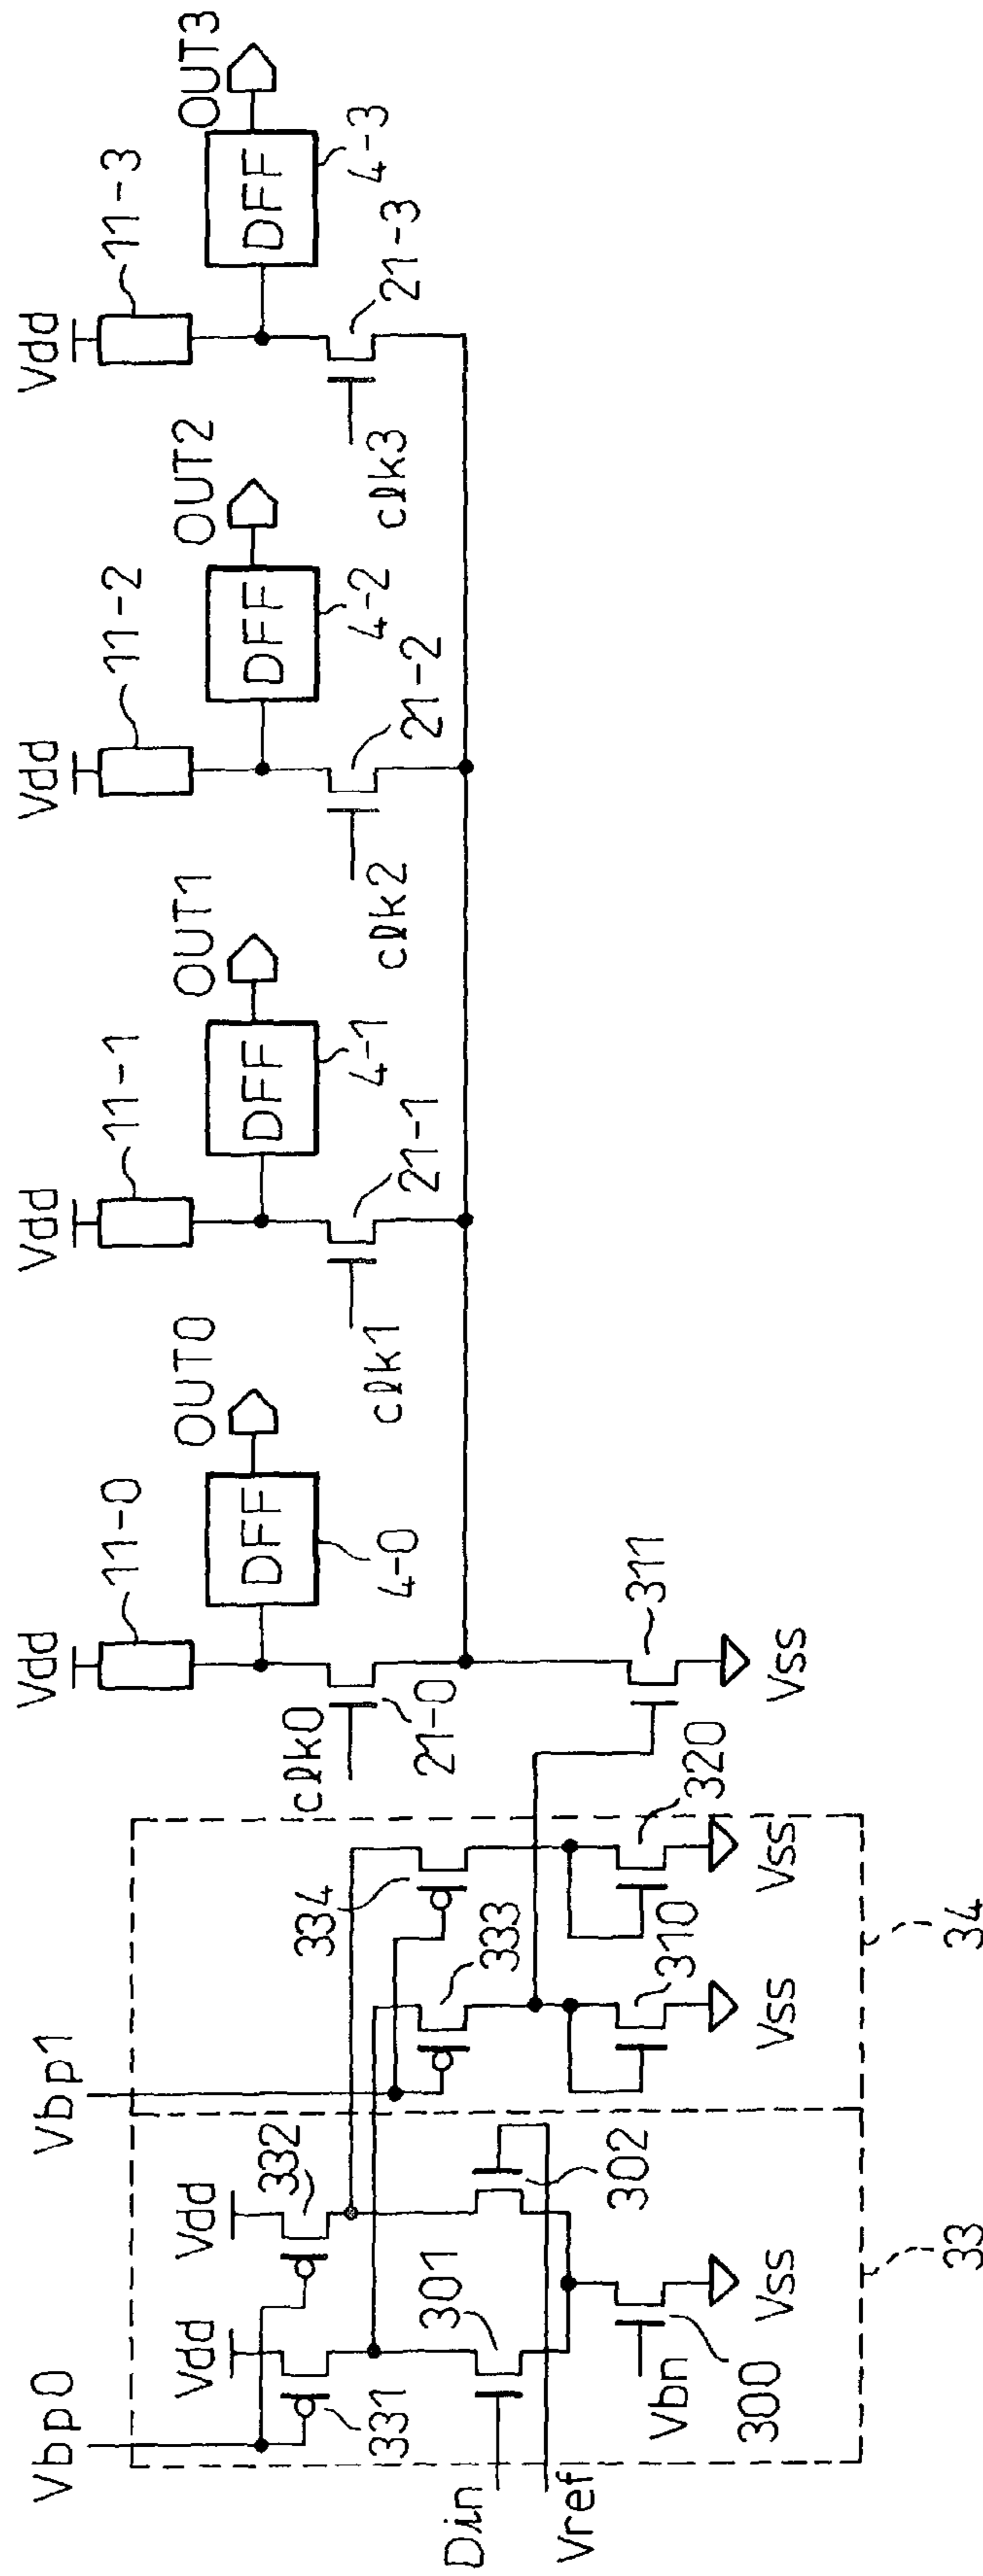 Vbp0
Vbp1
Vdd
Vdd
331
332
301
302
Din
Vref
Vbn
300
Vss
33
334
333
310
320
Vss
Vss
34
311
Vss
Vdd
11-0
DFF
OUT0
4-0
clk0
21-0
Vdd
11-1
DFF
OUT1
4-1
clk1
21-1
Vdd
11-2
DFF
OUT2
4-2
clk2
21-2
Vdd
11-3
DFF
OUT3
4-3
clk3
21-3